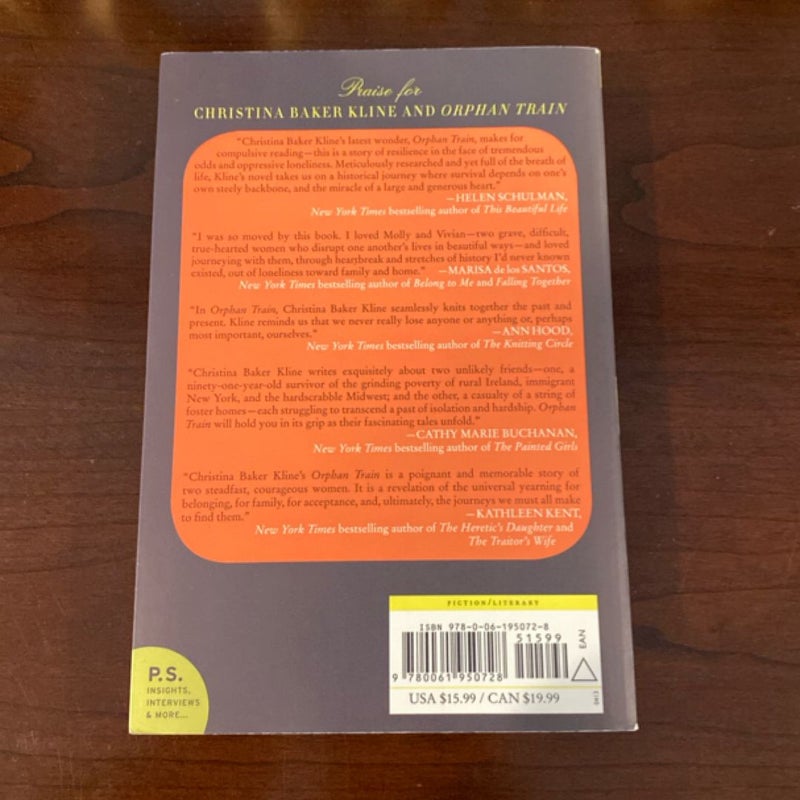 Praise for
CHRISTINA BAKER KLINE AND ORPHAN TRAIN
"Christina Baker Kline's latest wonder, Orphan Train, makes for
compulsive reading—this is a story of resilience in the face of tremendous
odds and oppressive loneliness. Meticulously researched and yet full of the breath of
life, Kline's novel takes us on a historical journey where survival depends on one's
own steely backbone, and the miracle of a large and generous heart."
—HELEN SCHULMAN,
New York Times bestselling author of This Beautiful Life
"I was so moved by this book. I loved Molly and Vivian—two grave, difficult,
true-hearted women who disrupt one another's lives in beautiful ways—and loved
journeying with them, through heartbreak and stretches of history I'd never known
existed, out of loneliness toward family and home." —MARISA de los SANTOS,
New York Times bestselling author of Belong to Me and Falling Together
"In Orphan Train, Christina Baker Kline seamlessly knits together the past and
present. Kline reminds us that we never really lose anyone or anything or, perhaps
most important, ourselves." —ANN HOOD,
New York Times bestselling author of The Knitting Circle
"Christina Baker Kline writes exquisitely about two unlikely friends—one, a
ninety-one-year-old survivor of the grinding poverty of rural Ireland, immigrant
New York, and the hardscrabble Midwest; and the other, a casualty of a string of
foster homes—each struggling to transcend a past of isolation and hardship. Orphan
Train will hold you in its grip as their fascinating tales unfold."
—CATHY MARIE BUCHANAN,
New York Times bestselling author of The Painted Girls
"Christina Baker Kline's Orphan Train is a poignant and memorable story of
two steadfast, courageous women. It is a revelation of the universal yearning for
belonging, for family, for acceptance, and, ultimately, the journeys we must all make
to find them." —KATHLEEN KENT,
New York Times bestselling author of The Heretic's Daughter and
The Traitor's Wife
P.S.
INSIGHTS,
INTERVIEWS
& MORE...
FICTION/LITERARY
ISBN 978-0-06-195072-8
51599
EAN
9 780061 950728
USA $15.99 / CAN $19.99
0413